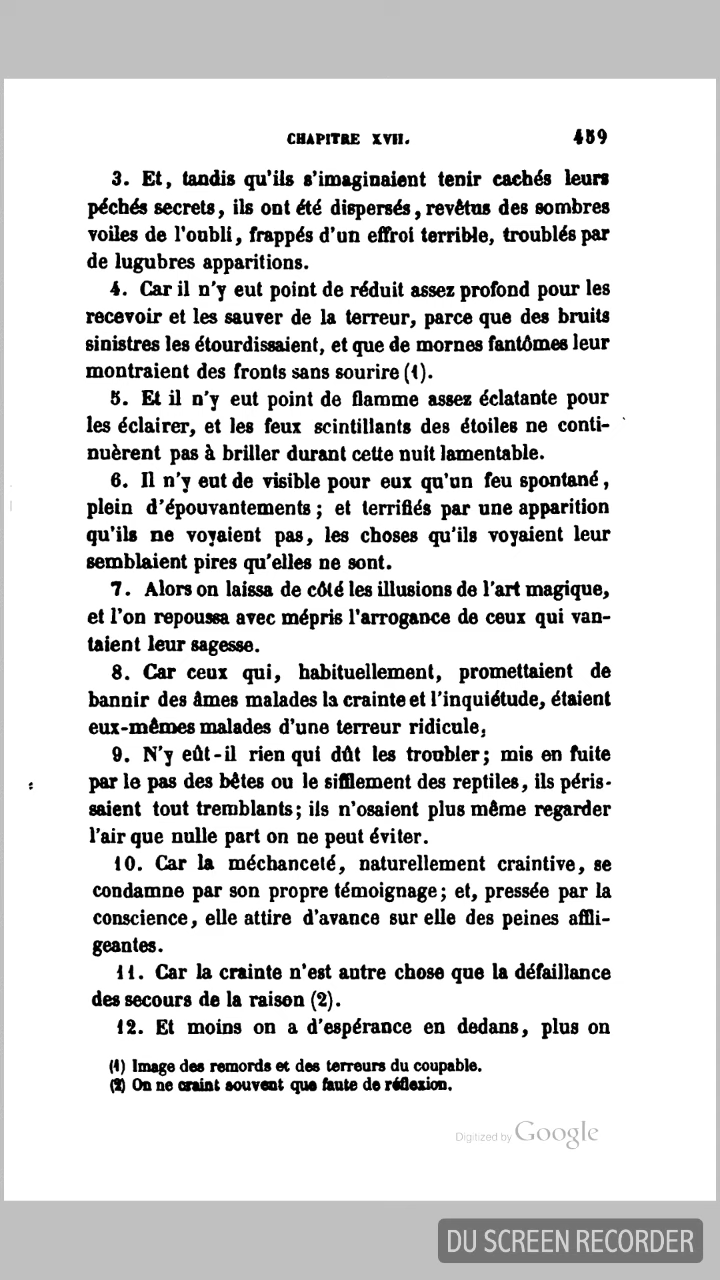 CHAPITRE XVII. 459
3. Et, tandis qu'ils s'imaginaient tenir cachés leurs
péchés secrets, ils ont été dispersés, revêtus des sombres
voiles de l'oubli, frappés d'un effroi terrible, troublés par
de lugubres apparitions.
4. Car il n'y eut point de réduit assez profond pour les
recevoir et les sauver de la terreur, parce que des bruits
sinistres les étourdissaient, et que de mornes fantômes leur
montraient des fronts sans sourire (1).
5. Et il n'y eut point de flamme assez éclatante pour
les éclairer, et les feux scintillants des étoiles ne conti-
nuèrent pas à briller durant cette nuit lamentable.
6. Il n'y eut de visible pour eux qu'un feu spontané,
plein d'épouvantements; et terrifiés par une apparition
qu'ils ne voyaient pas, les choses qu'ils voyaient leur
semblaient pires qu'elles ne sont.
7. Alors on laissa de côté les illusions de l'art magique,
et l'on repoussa avec mépris l'arrogance de ceux qui van-
taient leur sagesse.
8. Car ceux qui, habituellement, promettaient de
bannir des âmes malades la crainte et l'inquiétude, étaient
eux-mêmes malades d'une terreur ridicule,
9. N'y eût-il rien qui dût les troubler; mis en fuite
par le pas des bêtes ou le sifflement des reptiles, ils péris-
saient tout tremblants; ils n'osaient plus même regarder
l'air que nulle part on ne peut éviter.
10. Car la méchanceté, naturellement craintive, se
condamne par son propre témoignage; et, pressée par la
conscience, elle attire d'avance sur elle des peines affli-
geantes.
11. Car la crainte n'est autre chose que la défaillance
des secours de la raison (2).
12. Et moins on a d'espérance en dedans, plus on
(1) Image des remords et des terreurs du coupable.
(2) On ne craint souvent que faute de réflexion.
Digitized by Google
DU SCREEN RECORDER